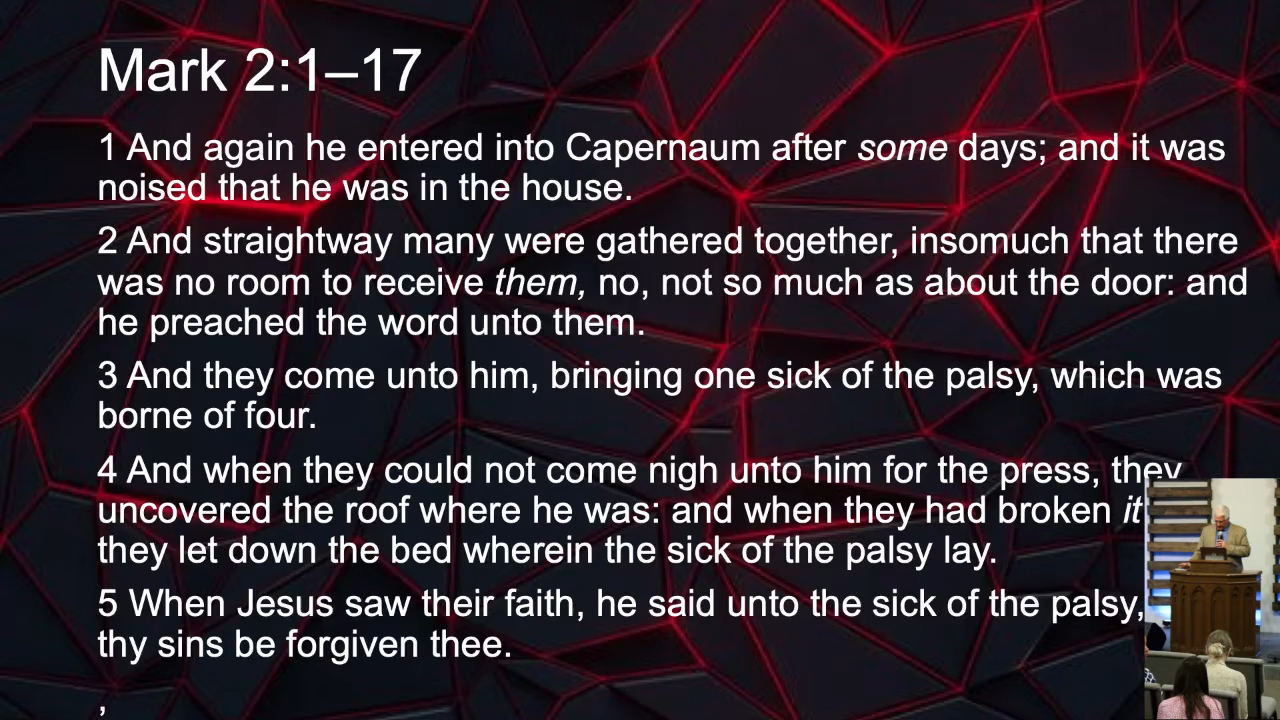 Mark 2:1–17
1 And again he entered into Capernaum after some days; and it was
noised that he was in the house.
2 And straightway many were gathered together, insomuch that there
was no room to receive them, no, not so much as about the door: and
he preached the word unto them.
3 And they come unto him, bringing one sick of the palsy, which was
borne of four.
4 And when they could not come nigh unto him for the press, they
uncovered the roof where he was: and when they had broken it
they let down the bed wherein the sick of the palsy lay.
5 When Jesus saw their faith, he said unto the sick of the palsy,
thy sins be forgiven thee.
,